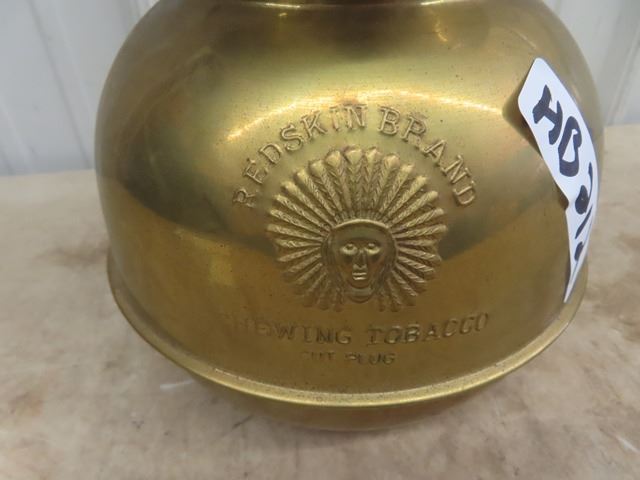 REDSKIN BRAND
CHEWING TOBACCO
CUT PLUG
HB